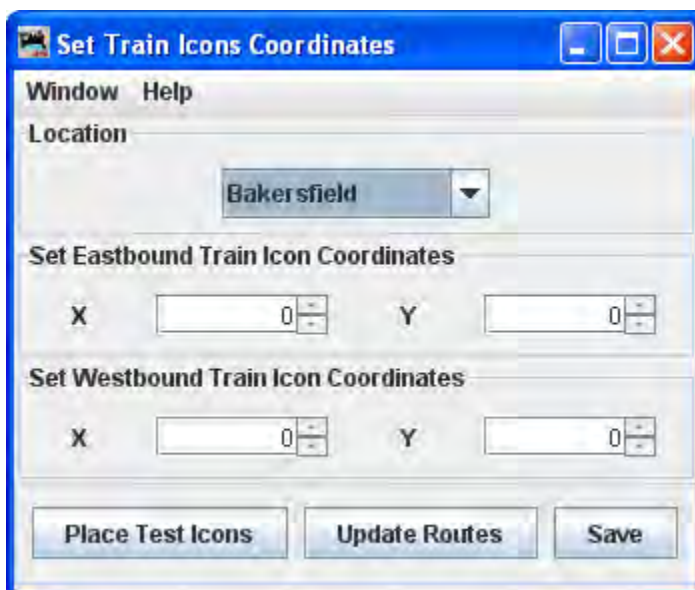 Set Train Icons Coordinates
Window Help
Location
Bakersfield
Set Eastbound Train Icon Coordinates
X 0 Y 0
Set Westbound Train Icon Coordinates
X 0 Y 0
Place Test Icons Update Routes Save